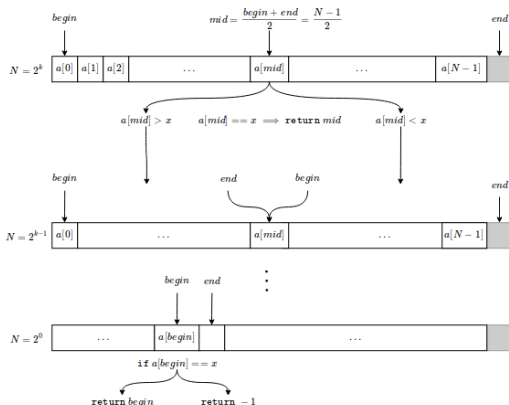 begin
mid = (begin + end)/2 = (N − 1)/2
end
N = 2^k a[0] a[1] a[2] ... a[mid] ... a[N − 1]
a[mid] > x a[mid] == x ⟹ return mid a[mid] < x
begin end begin end
N = 2^{k−1} a[0] ... a[mid] ... a[N − 1]
⋮
begin end
N = 2^0 ... a[begin] ...
if a[begin] == x
return begin return −1